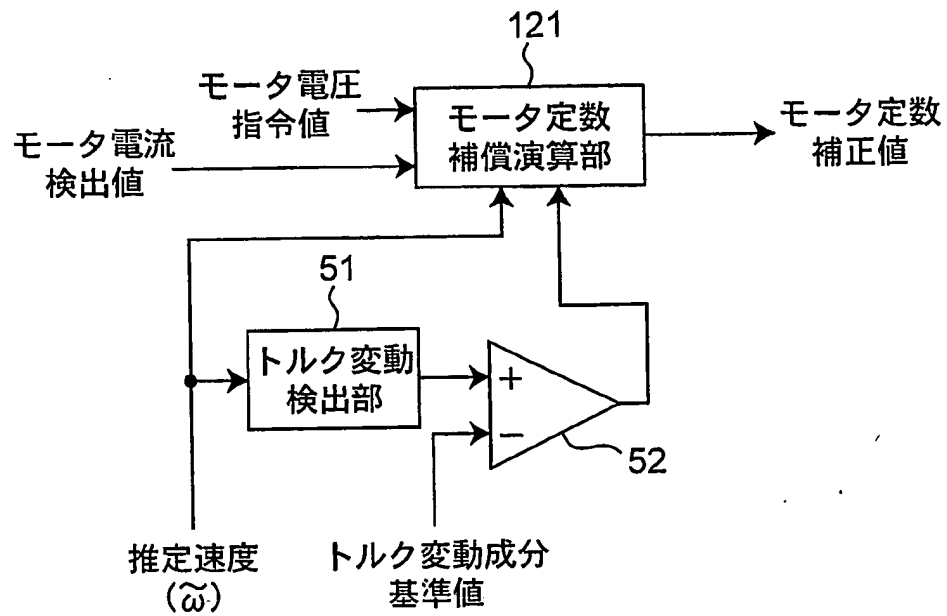 121
モータ電圧
指令値
モータ電流
検出値
モータ定数
補償演算部
モータ定数
補正値
51
トルク変動
検出部
+
−
52
推定速度
(ω̃)
トルク変動成分
基準値